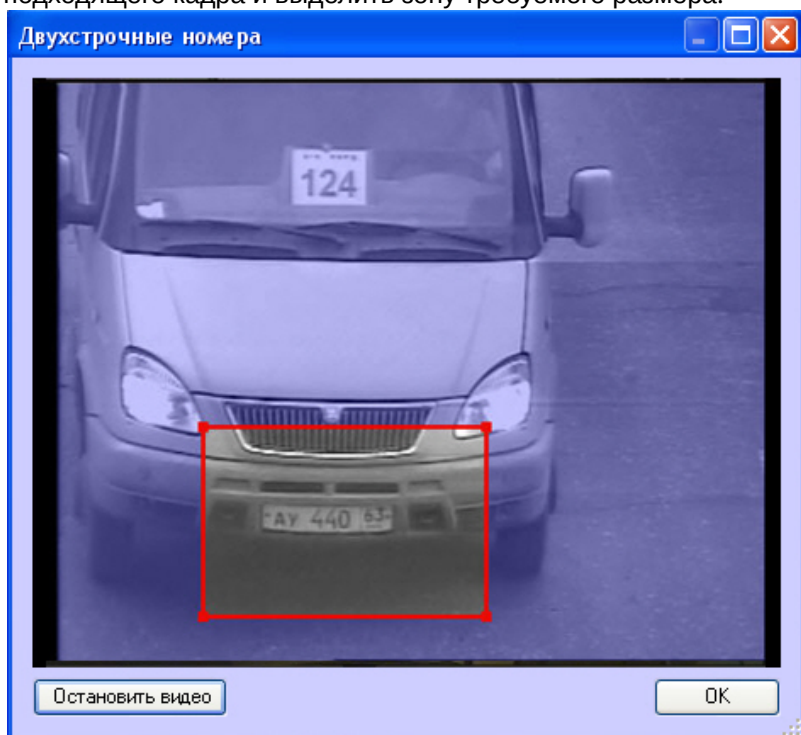 подходящего кадра и выделить зону требуемого размера.
Двухстрочные номера
124
АУ 440 63
Остановить видео
OK